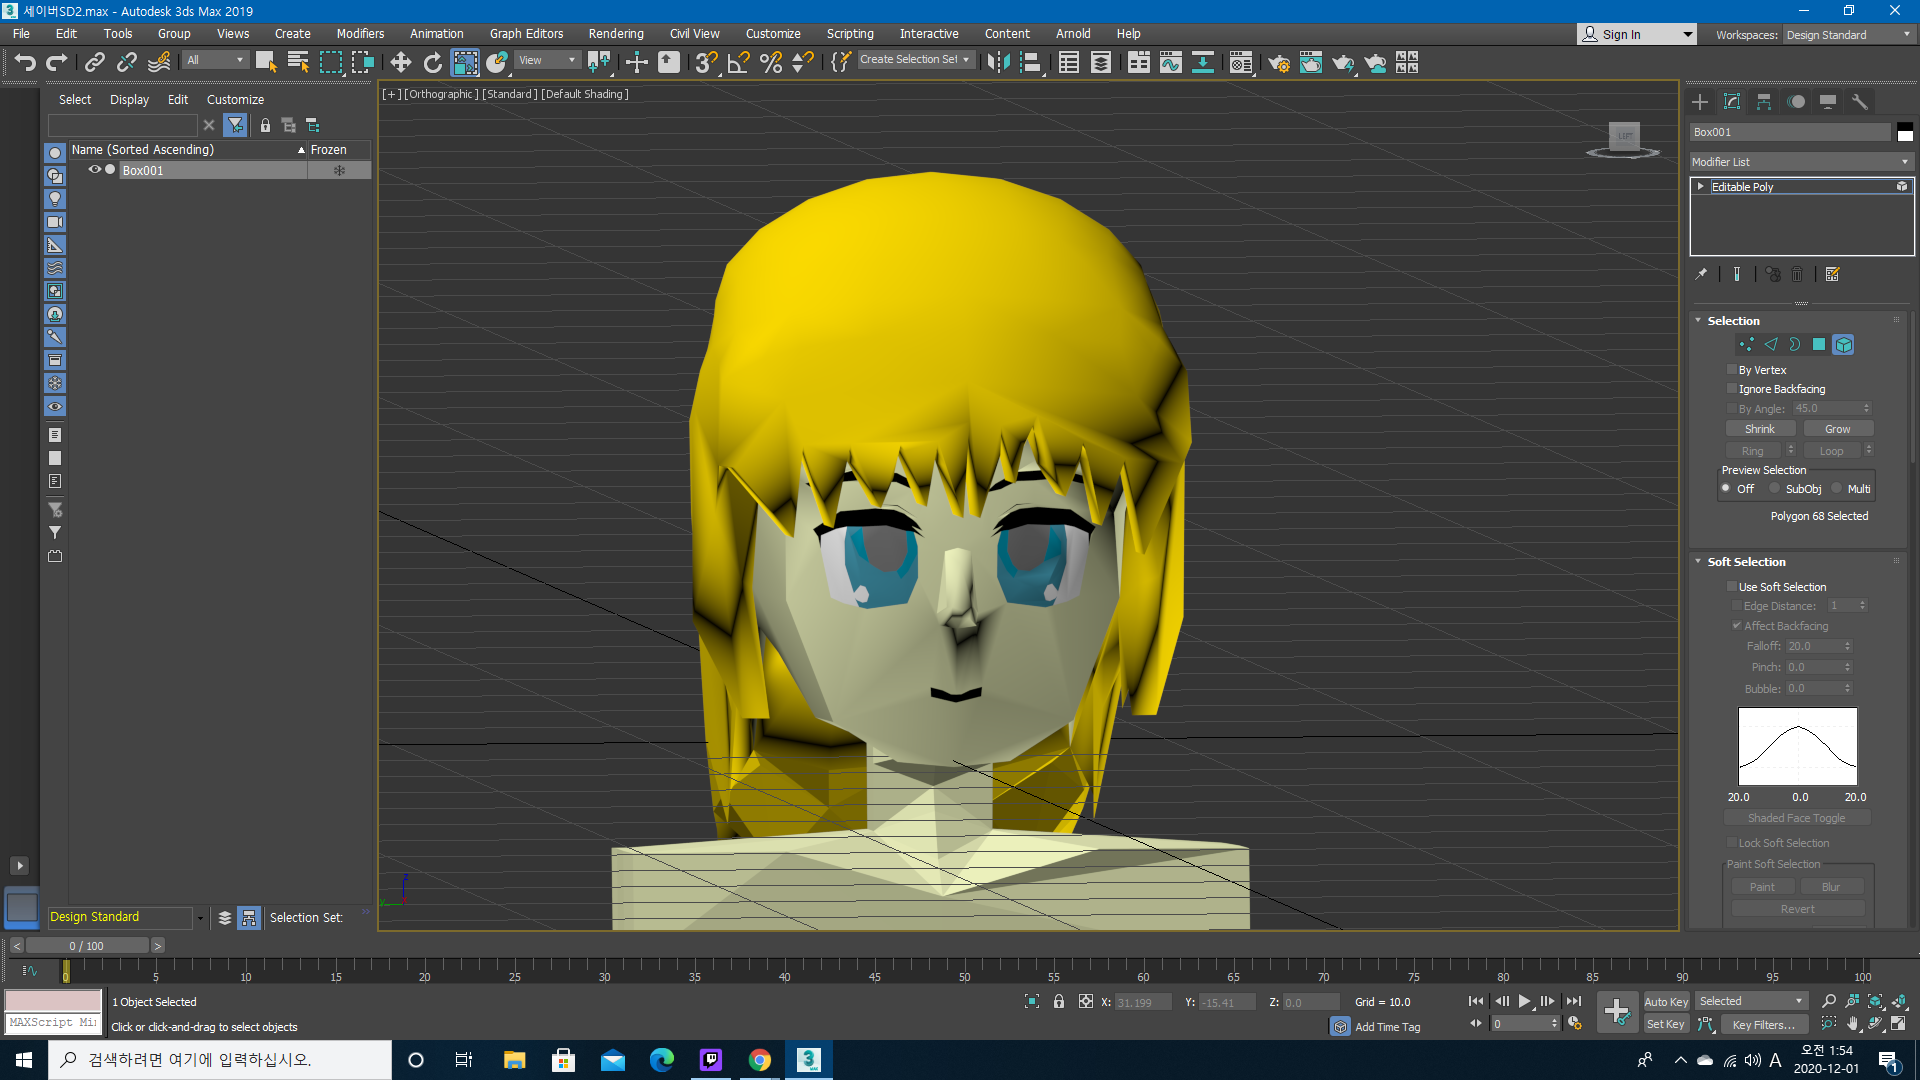 세이버SD2.max - Autodesk 3ds Max 2019
File Edit Tools Group Views Create Modifiers Animation Graph Editors Rendering Civil View Customize Scripting Interactive Content Arnold Help
Sign In
Workspaces: Design Standard
All
View
Create Selection Set
Select Display Edit Customize
[+] [Orthographic] [Standard] [Default Shading]
Name (Sorted Ascending) Frozen
Box001
LEFT
Box001
Modifier List
Editable Poly
Selection
By Vertex
Ignore Backfacing
By Angle: 45.0
Shrink Grow
Ring Loop
Preview Selection
Off SubObj Multi
Polygon 68 Selected
Soft Selection
Use Soft Selection
Edge Distance: 1
Affect Backfacing
Falloff: 20.0
Pinch: 0.0
Bubble: 0.0
20.0 0.0 20.0
Shaded Face Toggle
Lock Soft Selection
Paint Soft Selection
Paint Blur
Revert
z
y
Design Standard
Selection Set:
< 0 / 100 >
0 5 10 15 20 25 30 35 40 45 50 55 60 65 70 75 80 85 90 95 100
1 Object Selected
X: 31.199 Y: -15.41 Z: 0.0 Grid = 10.0
Auto Key Selected
MAXScript Mi
Click or click-and-drag to select objects
Add Time Tag
0
Set Key Key Filters...
검색하려면 여기에 입력하십시오.
3
MAX
A
오전 1:54
2020-12-01
1